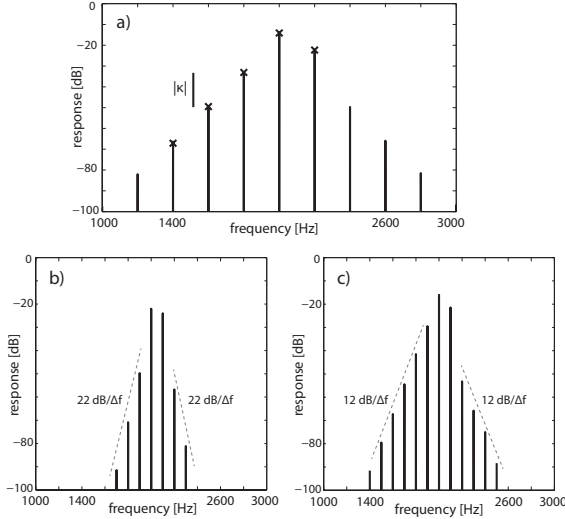 a)
0
−20
−80
−100
response [dB]
|κ|
1000 1400 2600 3000
frequency [Hz]
b)
0
−20
−80
−100
response [dB]
22 dB/Δf 22 dB/Δf
1000 1400 2600 3000
frequency [Hz]
c)
0
−20
−80
−100
response [dB]
12 dB/Δf 12 dB/Δf
1000 1400 2600 3000
frequency [Hz]